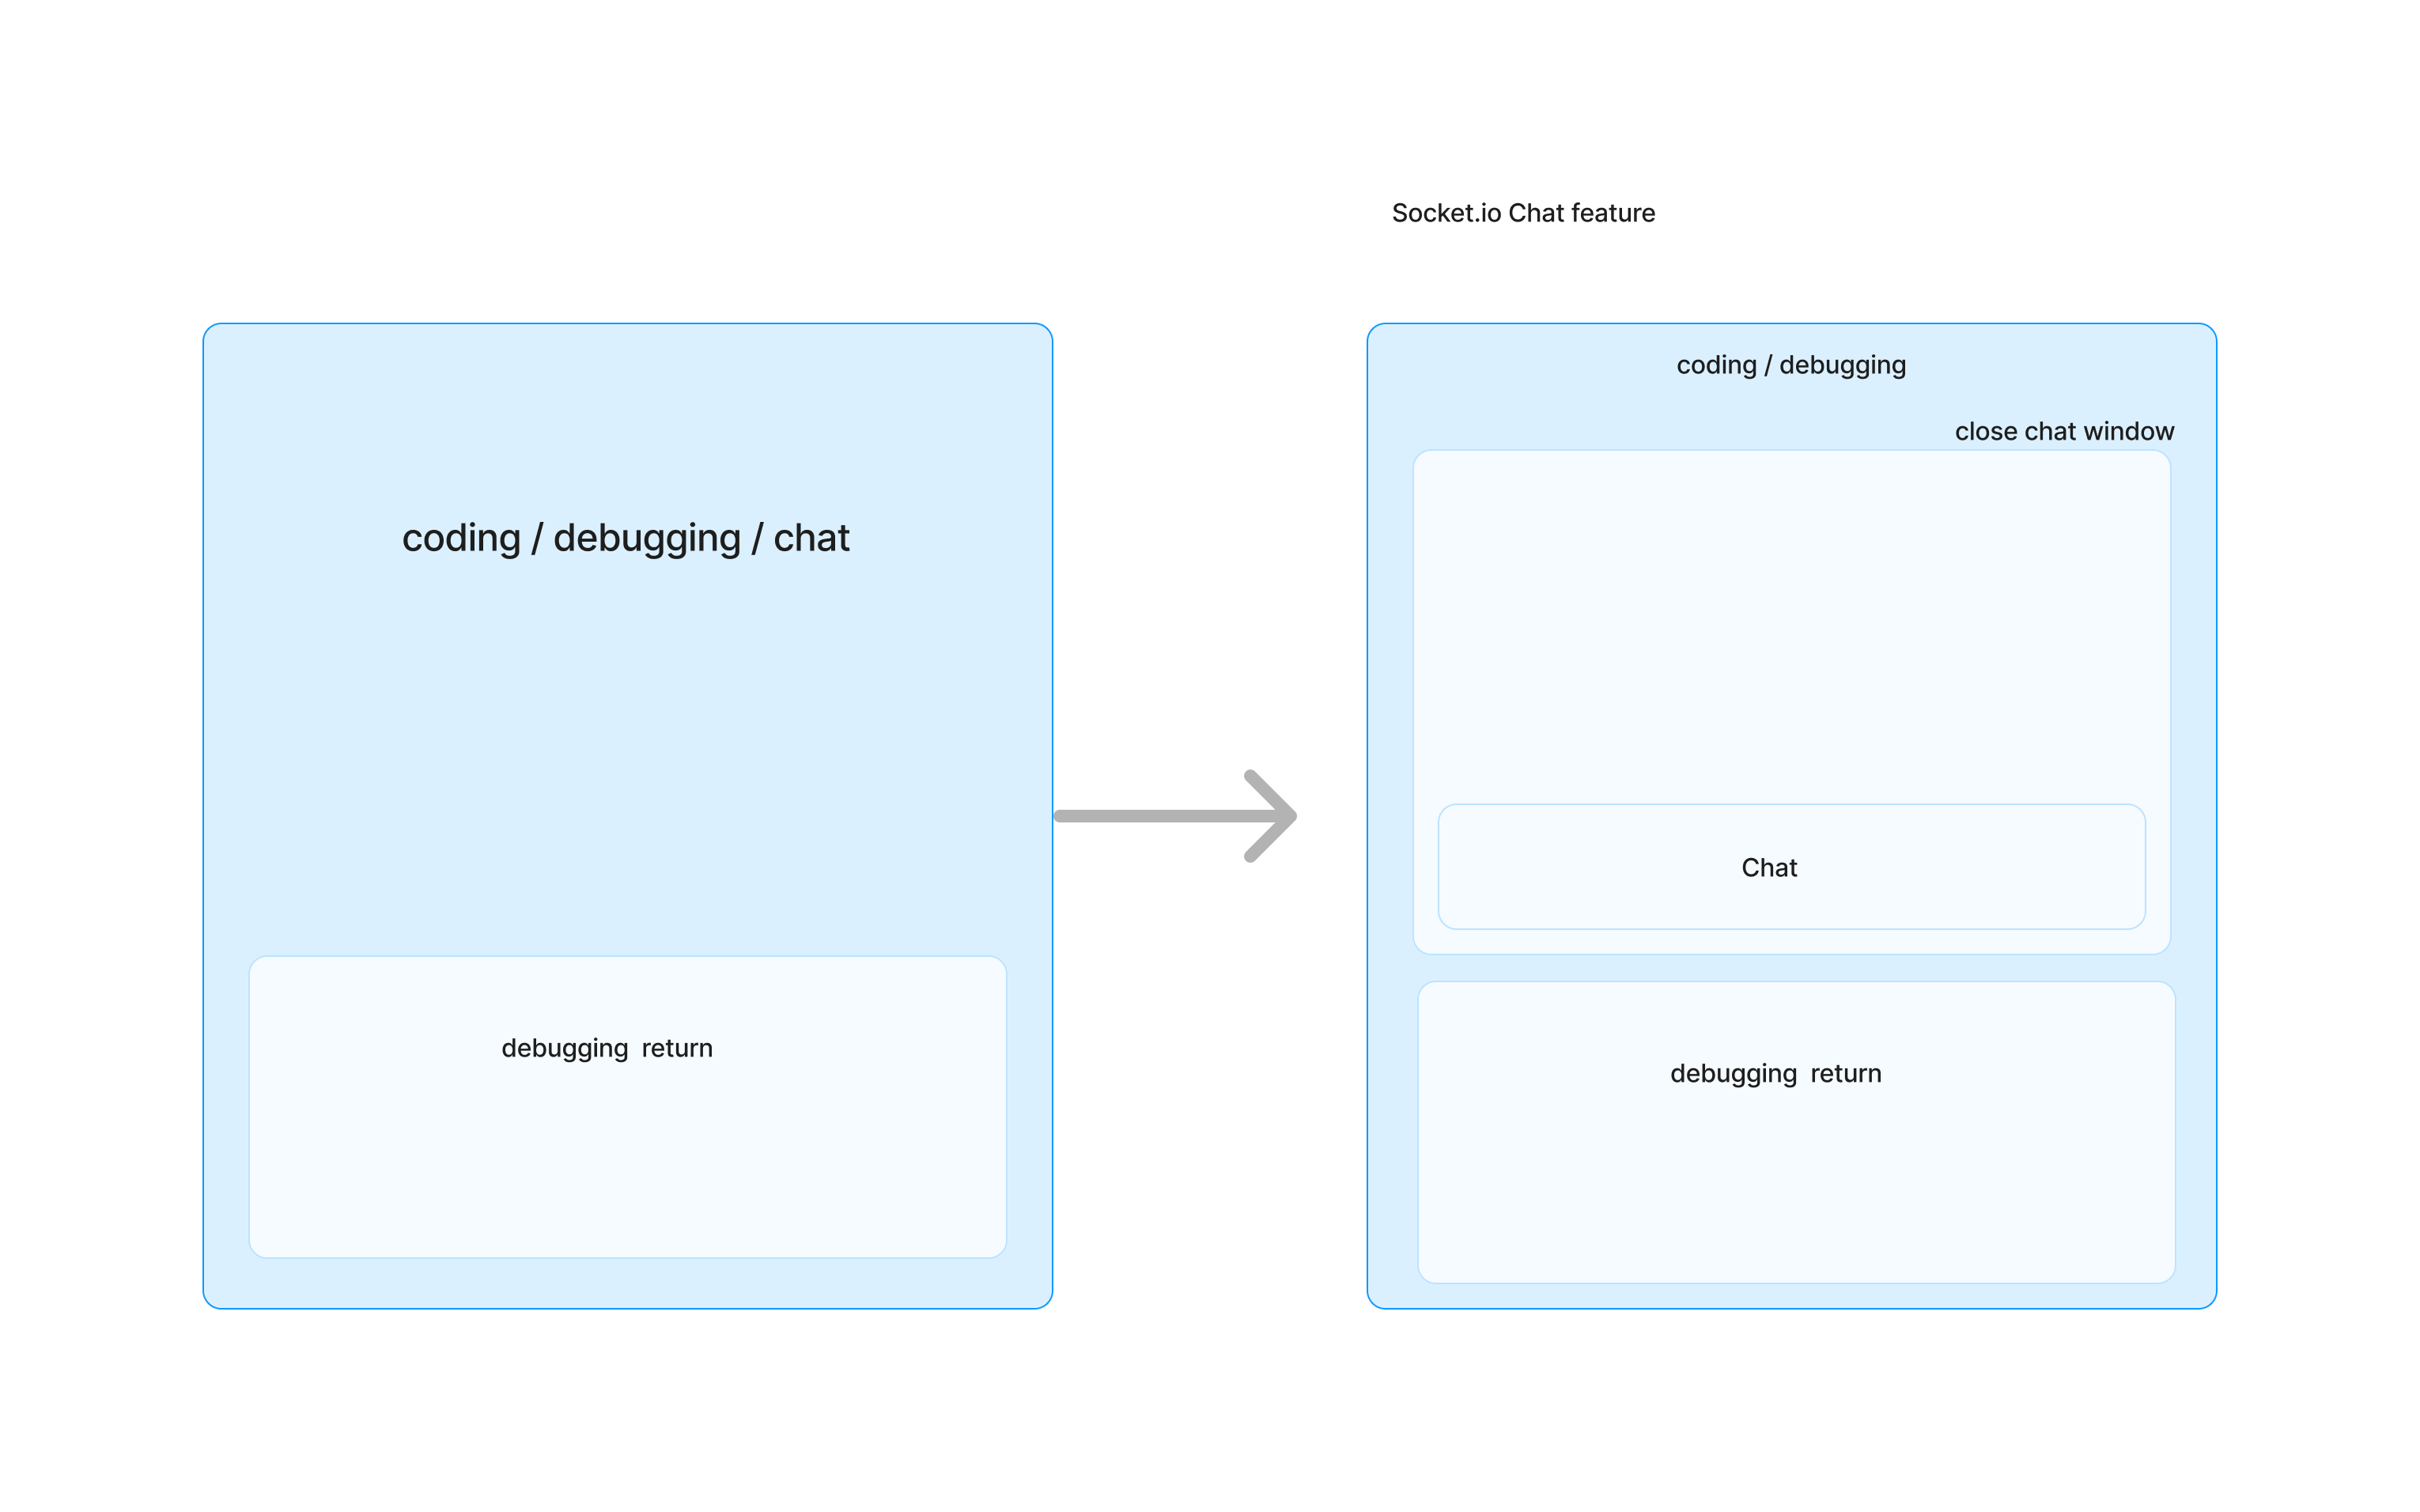 Socket.io Chat feature
coding / debugging / chat
debugging  return
coding / debugging
close chat window
Chat
debugging  return